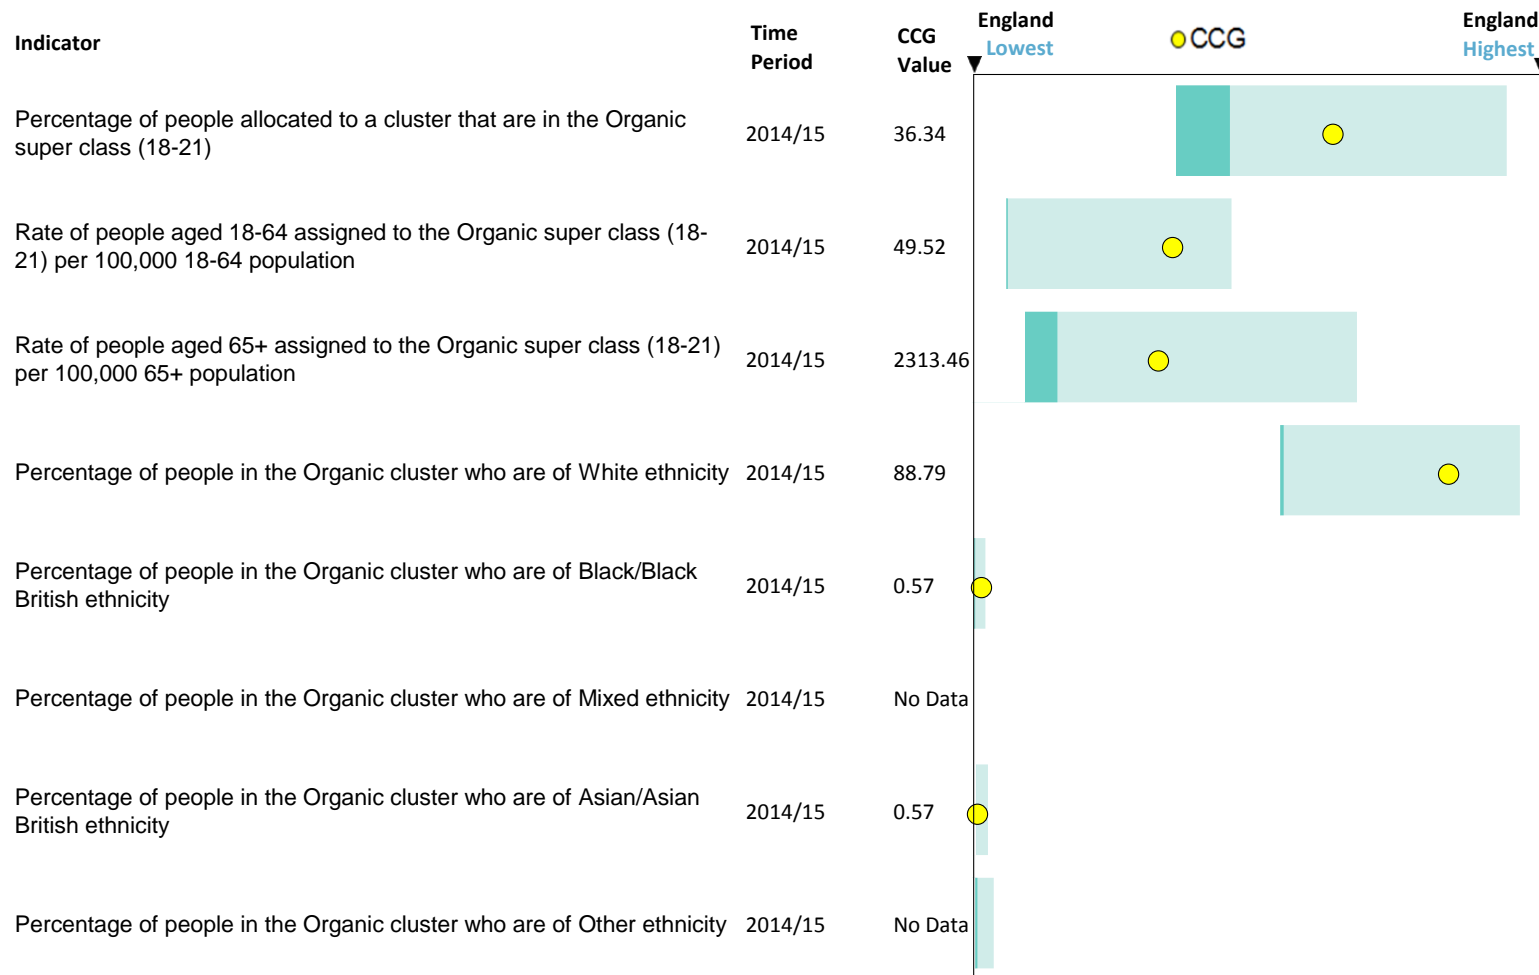 Indicator
Time
Period
CCG
Value
England
Lowest
CCG
England
Highest
Percentage of people allocated to a cluster that are in the Organic
super class (18-21)
2014/15
36.34
Rate of people aged 18-64 assigned to the Organic super class (18-
21) per 100,000 18-64 population
2014/15
49.52
Rate of people aged 65+ assigned to the Organic super class (18-21)
per 100,000 65+ population
2014/15
2313.46
Percentage of people in the Organic cluster who are of White ethnicity
2014/15
88.79
Percentage of people in the Organic cluster who are of Black/Black
British ethnicity
2014/15
0.57
Percentage of people in the Organic cluster who are of Mixed ethnicity
2014/15
No Data
Percentage of people in the Organic cluster who are of Asian/Asian
British ethnicity
2014/15
0.57
Percentage of people in the Organic cluster who are of Other ethnicity
2014/15
No Data